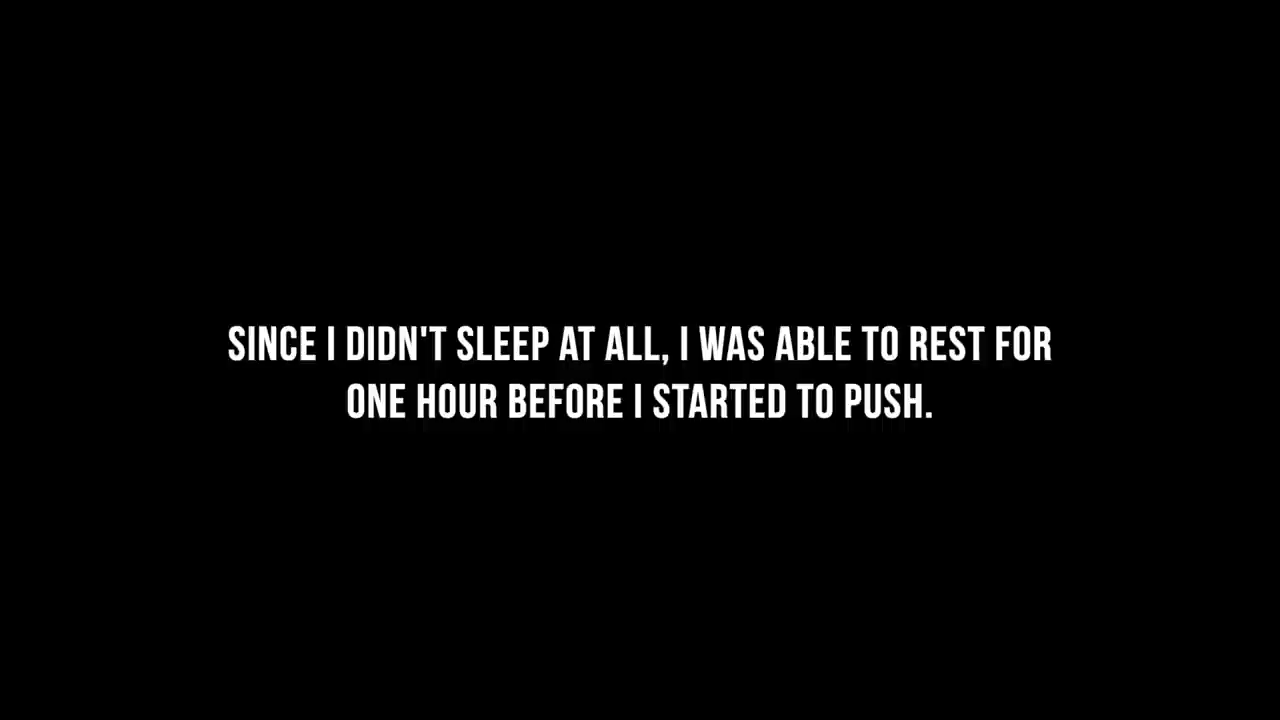 SINCE I DIDN'T SLEEP AT ALL, I WAS ABLE TO REST FOR
ONE HOUR BEFORE I STARTED TO PUSH.